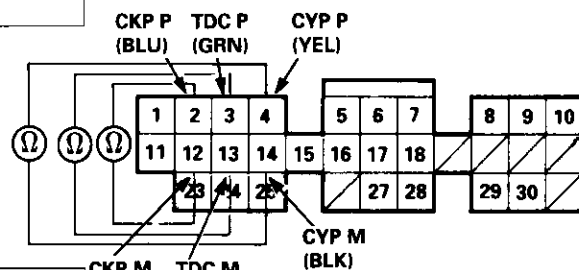 CKP P TDC P CYP P
(BLU) (GRN) (YEL)
1 2 3 4 5 6 7 8 9 10
Ω Ω Ω 11 12 13 14 15 16 17 18
23 27 28 29 30
CYP M
(BLK)
CKP M TDC M